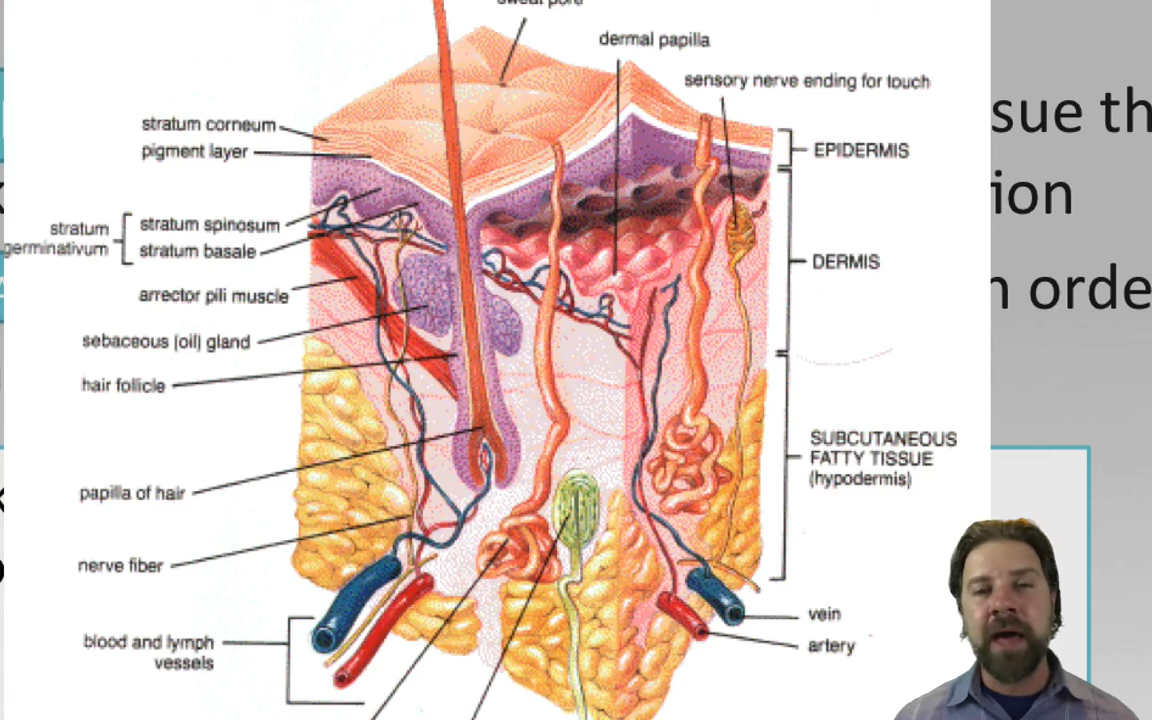 sweat pore
dermal papilla
sensory nerve ending for touch
stratum corneum
pigment layer
EPIDERMIS
stratum
germinativum
stratum spinosum
stratum basale
DERMIS
arrector pili muscle
sebaceous (oil) gland
hair follicle
SUBCUTANEOUS
FATTY TISSUE
(hypodermis)
papilla of hair
nerve fiber
blood and lymph
vessels
vein
artery
sue th
ion
n orde